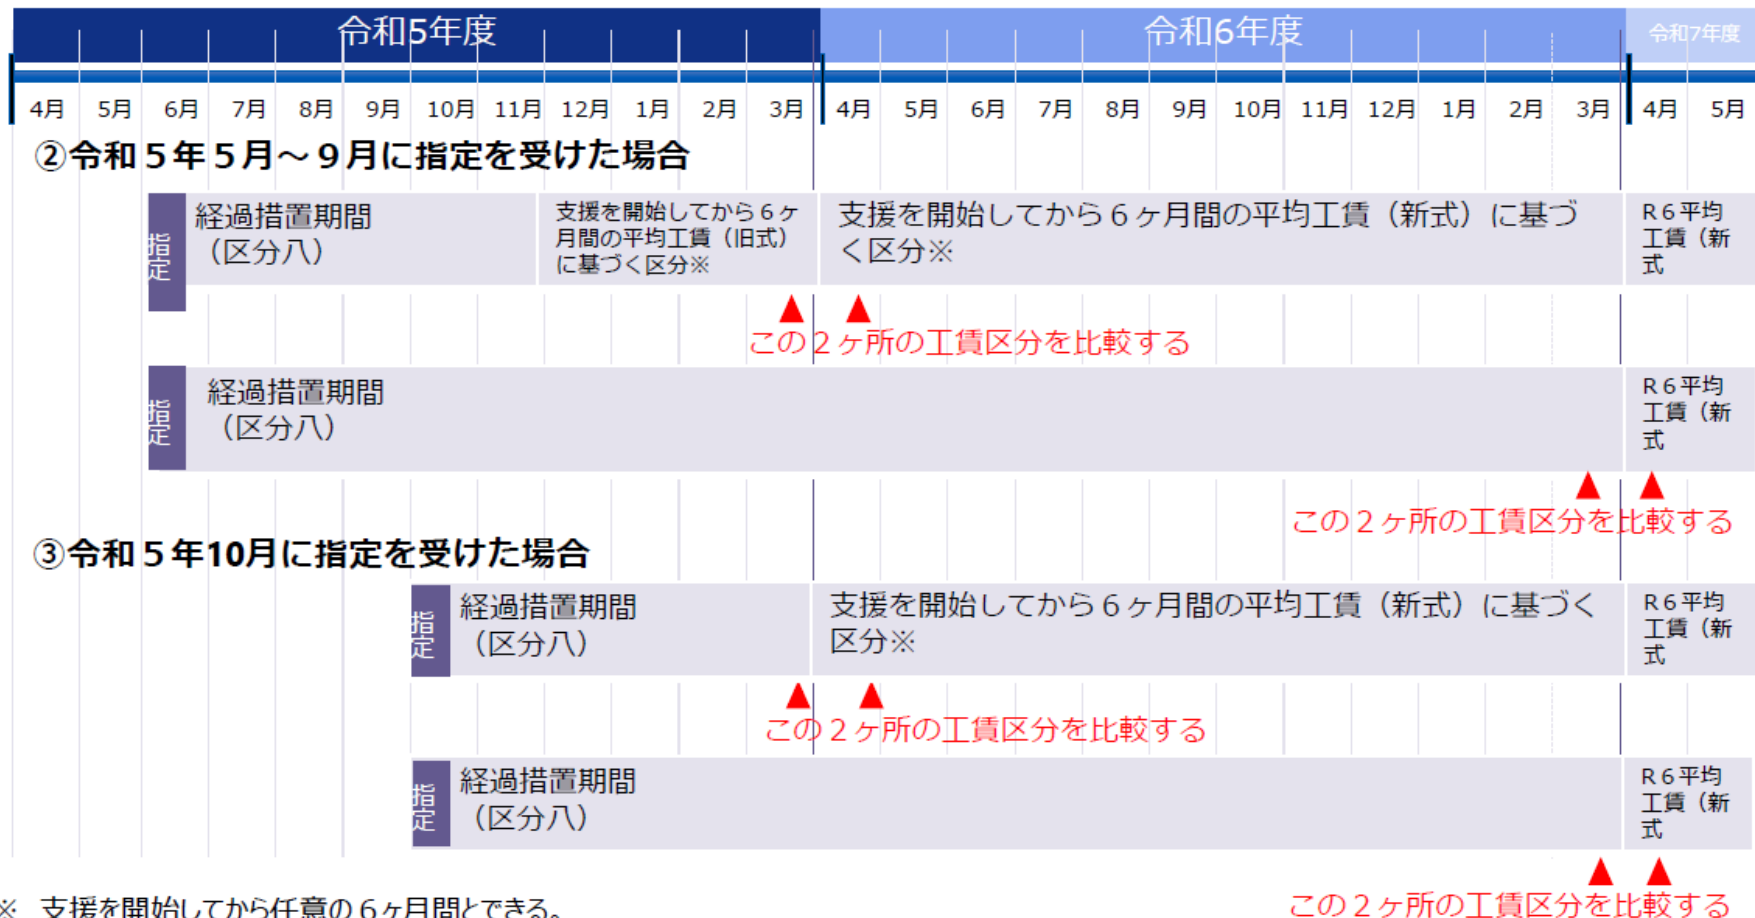 令和5年度
令和6年度
令和7年度
4月 5月 6月 7月 8月 9月 10月 11月 12月 1月 2月 3月 4月 5月 6月 7月 8月 9月 10月 11月 12月 1月 2月 3月 4月 5月
②令和５年５月～９月に指定を受けた場合
指定
経過措置期間
（区分八）
支援を開始してから６ヶ
月間の平均工賃（旧式）
に基づく区分※
支援を開始してから６ヶ月間の平均工賃（新式）に基づ
く区分※
R６平均
工賃（新
式
この２ヶ所の工賃区分を比較する
指定
経過措置期間
（区分八）
R６平均
工賃（新
式
この２ヶ所の工賃区分を比較する
③令和５年10月に指定を受けた場合
指定
経過措置期間
（区分八）
支援を開始してから６ヶ月間の平均工賃（新式）に基づく
区分※
R６平均
工賃（新
式
この２ヶ所の工賃区分を比較する
指定
経過措置期間
（区分八）
R６平均
工賃（新
式
この２ヶ所の工賃区分を比較する
※　支援を開始してから任意の６ヶ月間とできる。